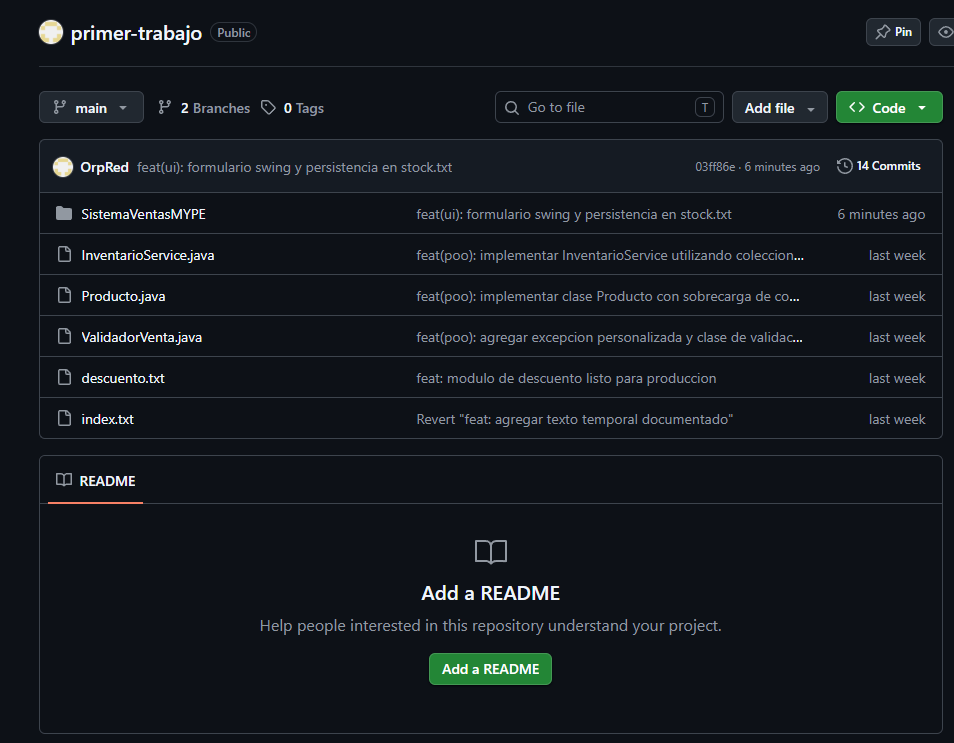 primer-trabajo Public Pin
main 2 Branches 0 Tags Go to file T Add file Code
OrpRed feat(ui): formulario swing y persistencia en stock.txt 03ff86e · 6 minutes ago 14 Commits
SistemaVentasMYPE feat(ui): formulario swing y persistencia en stock.txt 6 minutes ago
InventarioService.java feat(poo): implementar InventarioService utilizando coleccion... last week
Producto.java feat(poo): implementar clase Producto con sobrecarga de co... last week
ValidadorVenta.java feat(poo): agregar excepcion personalizada y clase de validac... last week
descuento.txt feat: modulo de descuento listo para produccion last week
index.txt Revert "feat: agregar texto temporal documentado" last week
README
Add a README
Help people interested in this repository understand your project.
Add a README